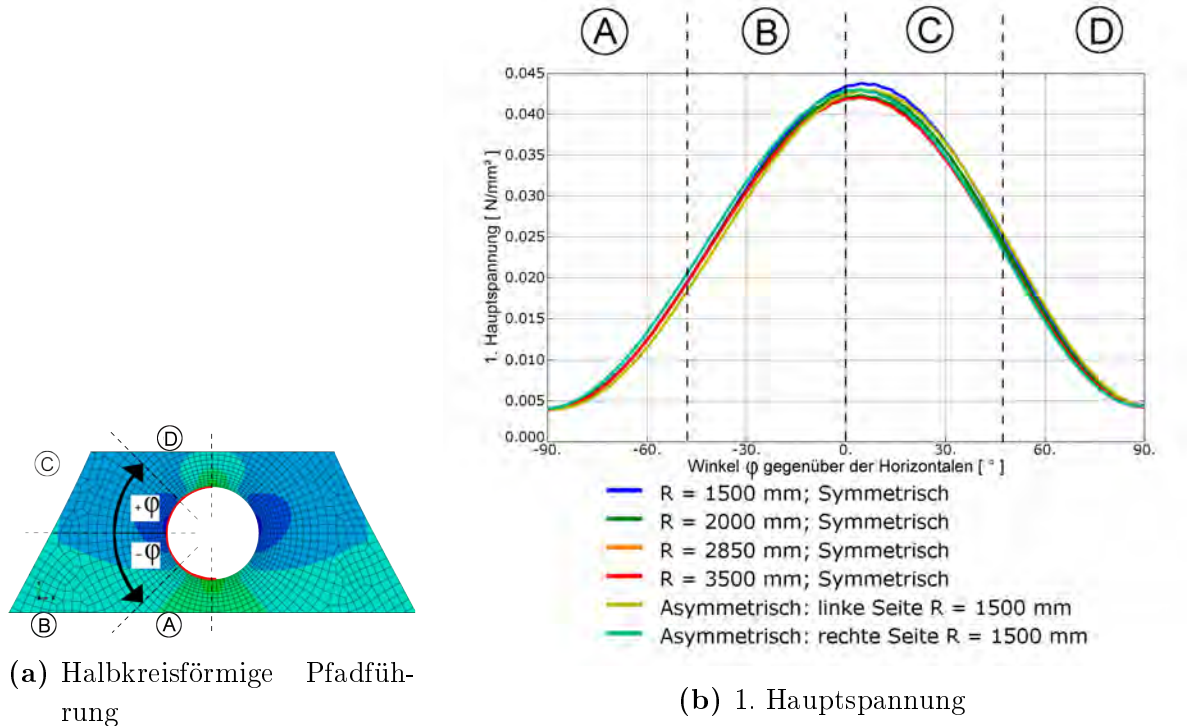 A B C D
0.045
0.040
0.035
0.030
0.025
0.020
0.015
0.010
0.005
0.000
1. Hauptspannung [ N/mm² ]
-90. -60. -30. 0. 30. 60. 90.
Winkel φ gegenüber der Horizontalen [ ° ]
R = 1500 mm; Symmetrisch
R = 2000 mm; Symmetrisch
R = 2850 mm; Symmetrisch
R = 3500 mm; Symmetrisch
Asymmetrisch: linke Seite R = 1500 mm
Asymmetrisch: rechte Seite R = 1500 mm
(b) 1. Hauptspannung
D
C
+φ
-φ
B A
(a) Halbkreisförmige Pfadfüh-
rung